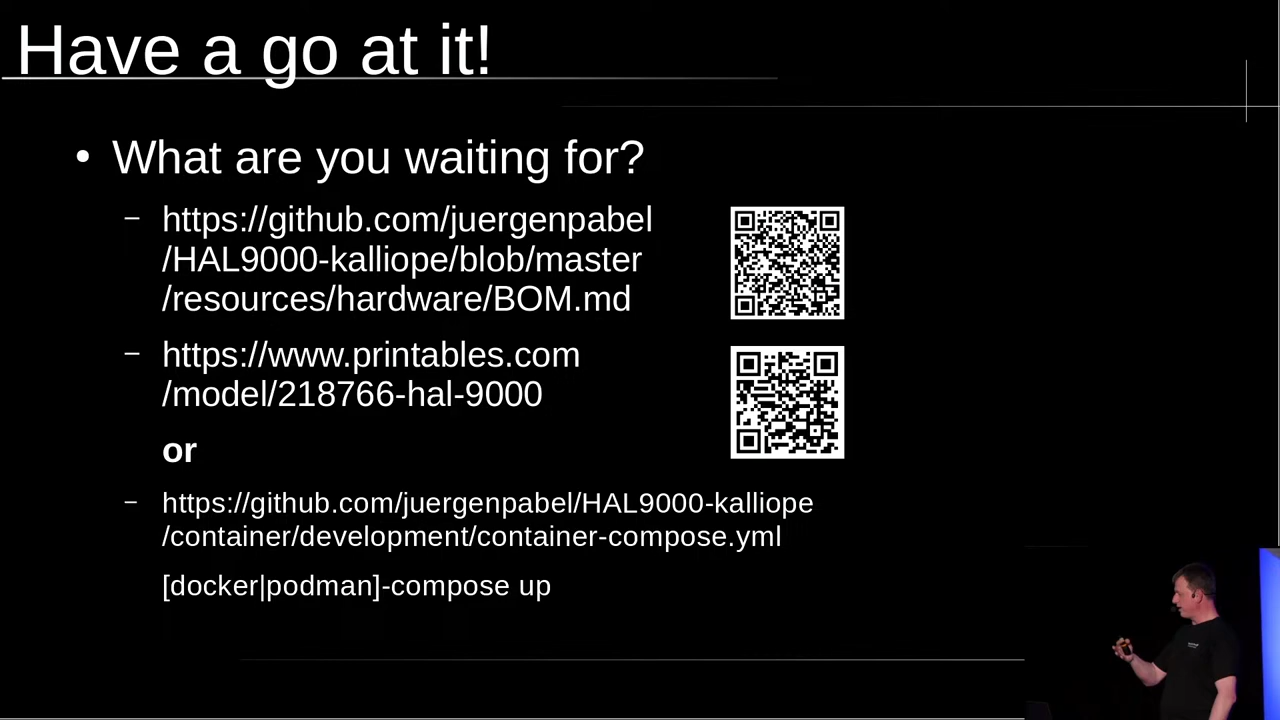 Have a go at it!
• What are you waiting for?
– https://github.com/juergenpabel
/HAL9000-kalliope/blob/master
/resources/hardware/BOM.md
– https://www.printables.com
/model/218766-hal-9000
or
– https://github.com/juergenpabel/HAL9000-kalliope
/container/development/container-compose.yml
[docker|podman]-compose up